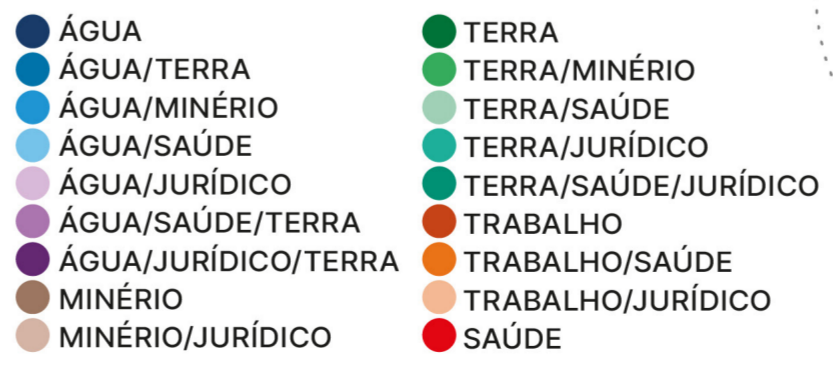 ÁGUA
ÁGUA/TERRA
ÁGUA/MINÉRIO
ÁGUA/SAÚDE
ÁGUA/JURÍDICO
ÁGUA/SAÚDE/TERRA
ÁGUA/JURÍDICO/TERRA
MINÉRIO
MINÉRIO/JURÍDICO
TERRA
TERRA/MINÉRIO
TERRA/SAÚDE
TERRA/JURÍDICO
TERRA/SAÚDE/JURÍDICO
TRABALHO
TRABALHO/SAÚDE
TRABALHO/JURÍDICO
SAÚDE